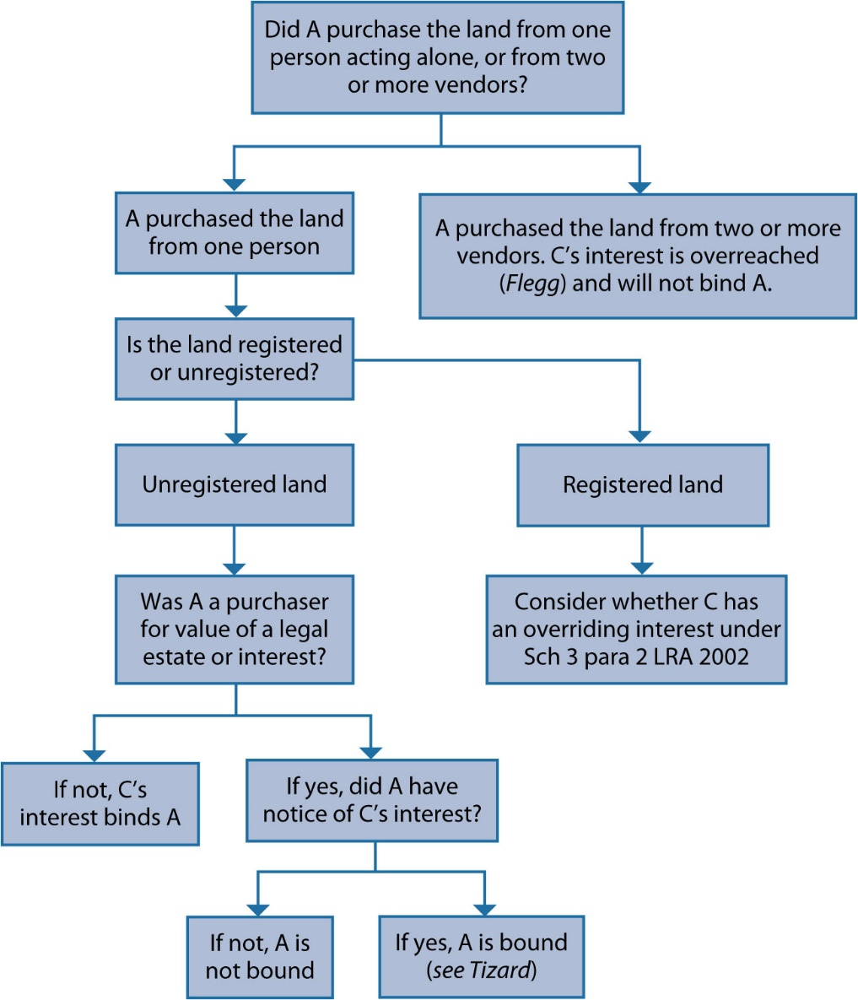 Did A purchase the land from one
person acting alone, or from two
or more vendors?
A purchased the land
from one person
A purchased the land from two or more
vendors. C’s interest is overreached
(Flegg) and will not bind A.
Is the land registered
or unregistered?
Unregistered land
Registered land
Was A a purchaser
for value of a legal
estate or interest?
Consider whether C has
an overriding interest under
Sch 3 para 2 LRA 2002
If not, C’s
interest binds A
If yes, did A have
notice of C’s interest?
If not, A is
not bound
If yes, A is bound
(see Tizard)